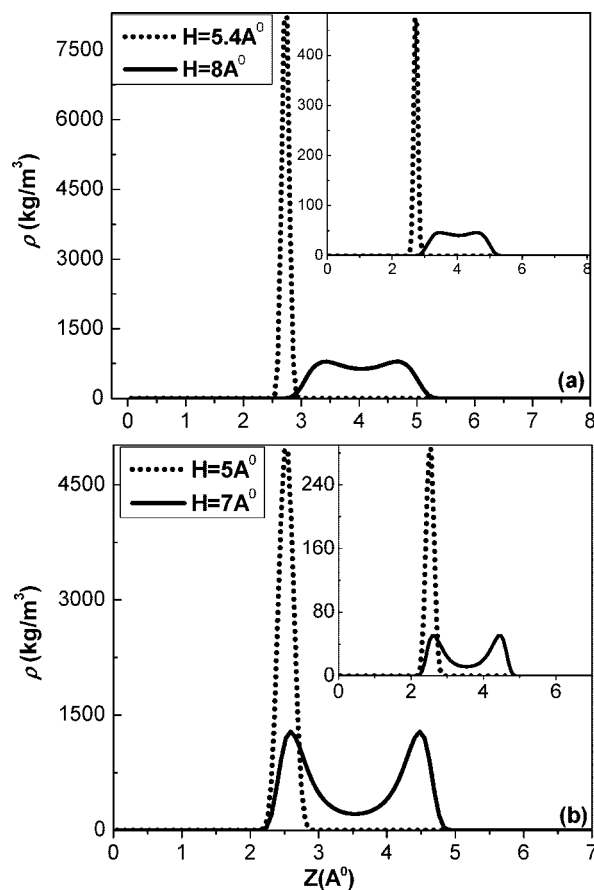 H=5.4A⁰
H=8A⁰
7500
6000
4500
3000
1500
0
ρ (kg/m³)
400
300
200
100
0
0 2 4 6 8
(a)
0 1 2 3 4 5 6 7 8
H=5A⁰
H=7A⁰
4500
3000
1500
0
ρ (kg/m³)
240
160
80
0
0 2 4 6
(b)
0 1 2 3 4 5 6 7
Z(A⁰)